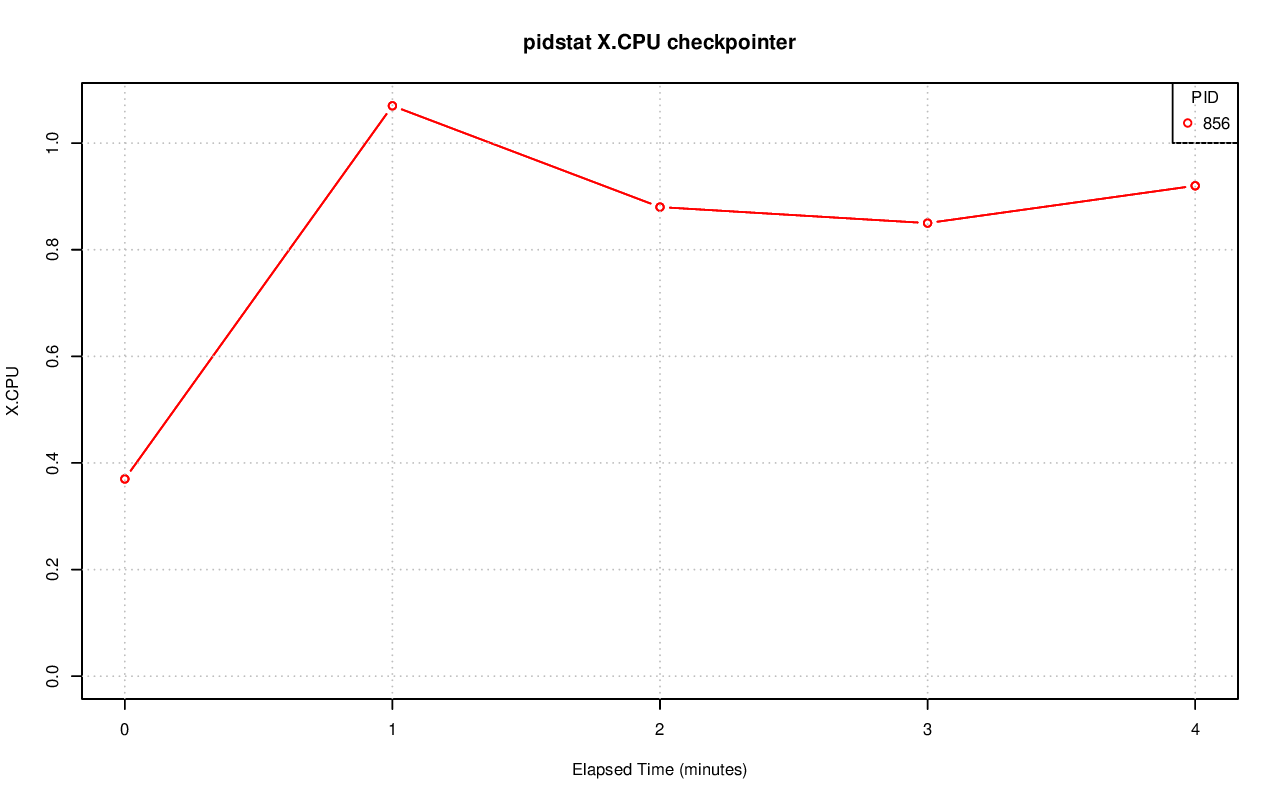 pidstat X.CPU checkpointer
PID
856
X.CPU
1.0
0.8
0.6
0.4
0.2
0.0
0 1 2 3 4
Elapsed Time (minutes)